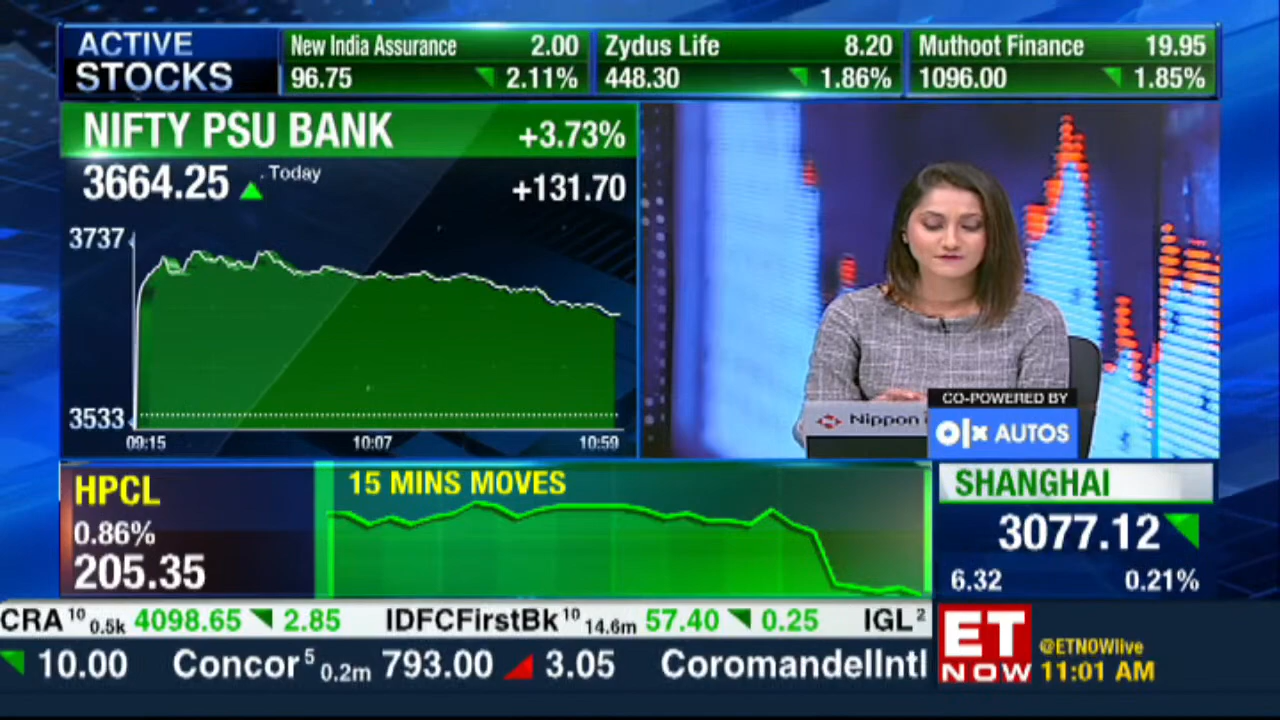 ACTIVE
STOCKS
New India Assurance 2.00
96.75 2.11%
Zydus Life 8.20
448.30 1.86%
Muthoot Finance 19.95
1096.00 1.85%
NIFTY PSU BANK +3.73%
3664.25 Today +131.70
3737
3533
09:15 10:07 10:59
Nippon
CO-POWERED BY
olx AUTOS
HPCL
0.86%
205.35
15 MINS MOVES
SHANGHAI
3077.12
6.32 0.21%
CRA 10 0.5k 4098.65 2.85 IDFCFirstBk 10 14.6m 57.40 0.25 IGL 2
10.00 Concor 5 0.2m 793.00 3.05 CoromandelIntl
ET
NOW
@ETNOWlive
11:01 AM